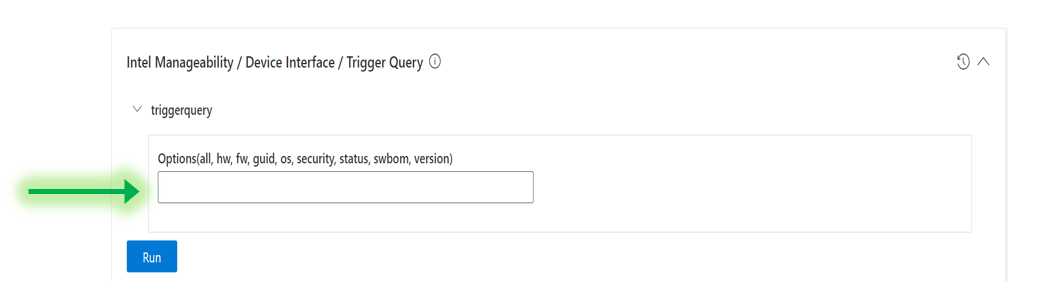 Intel Manageability / Device Interface / Trigger Query
triggerquery
Options(all, hw, fw, guid, os, security, status, swbom, version)
Run